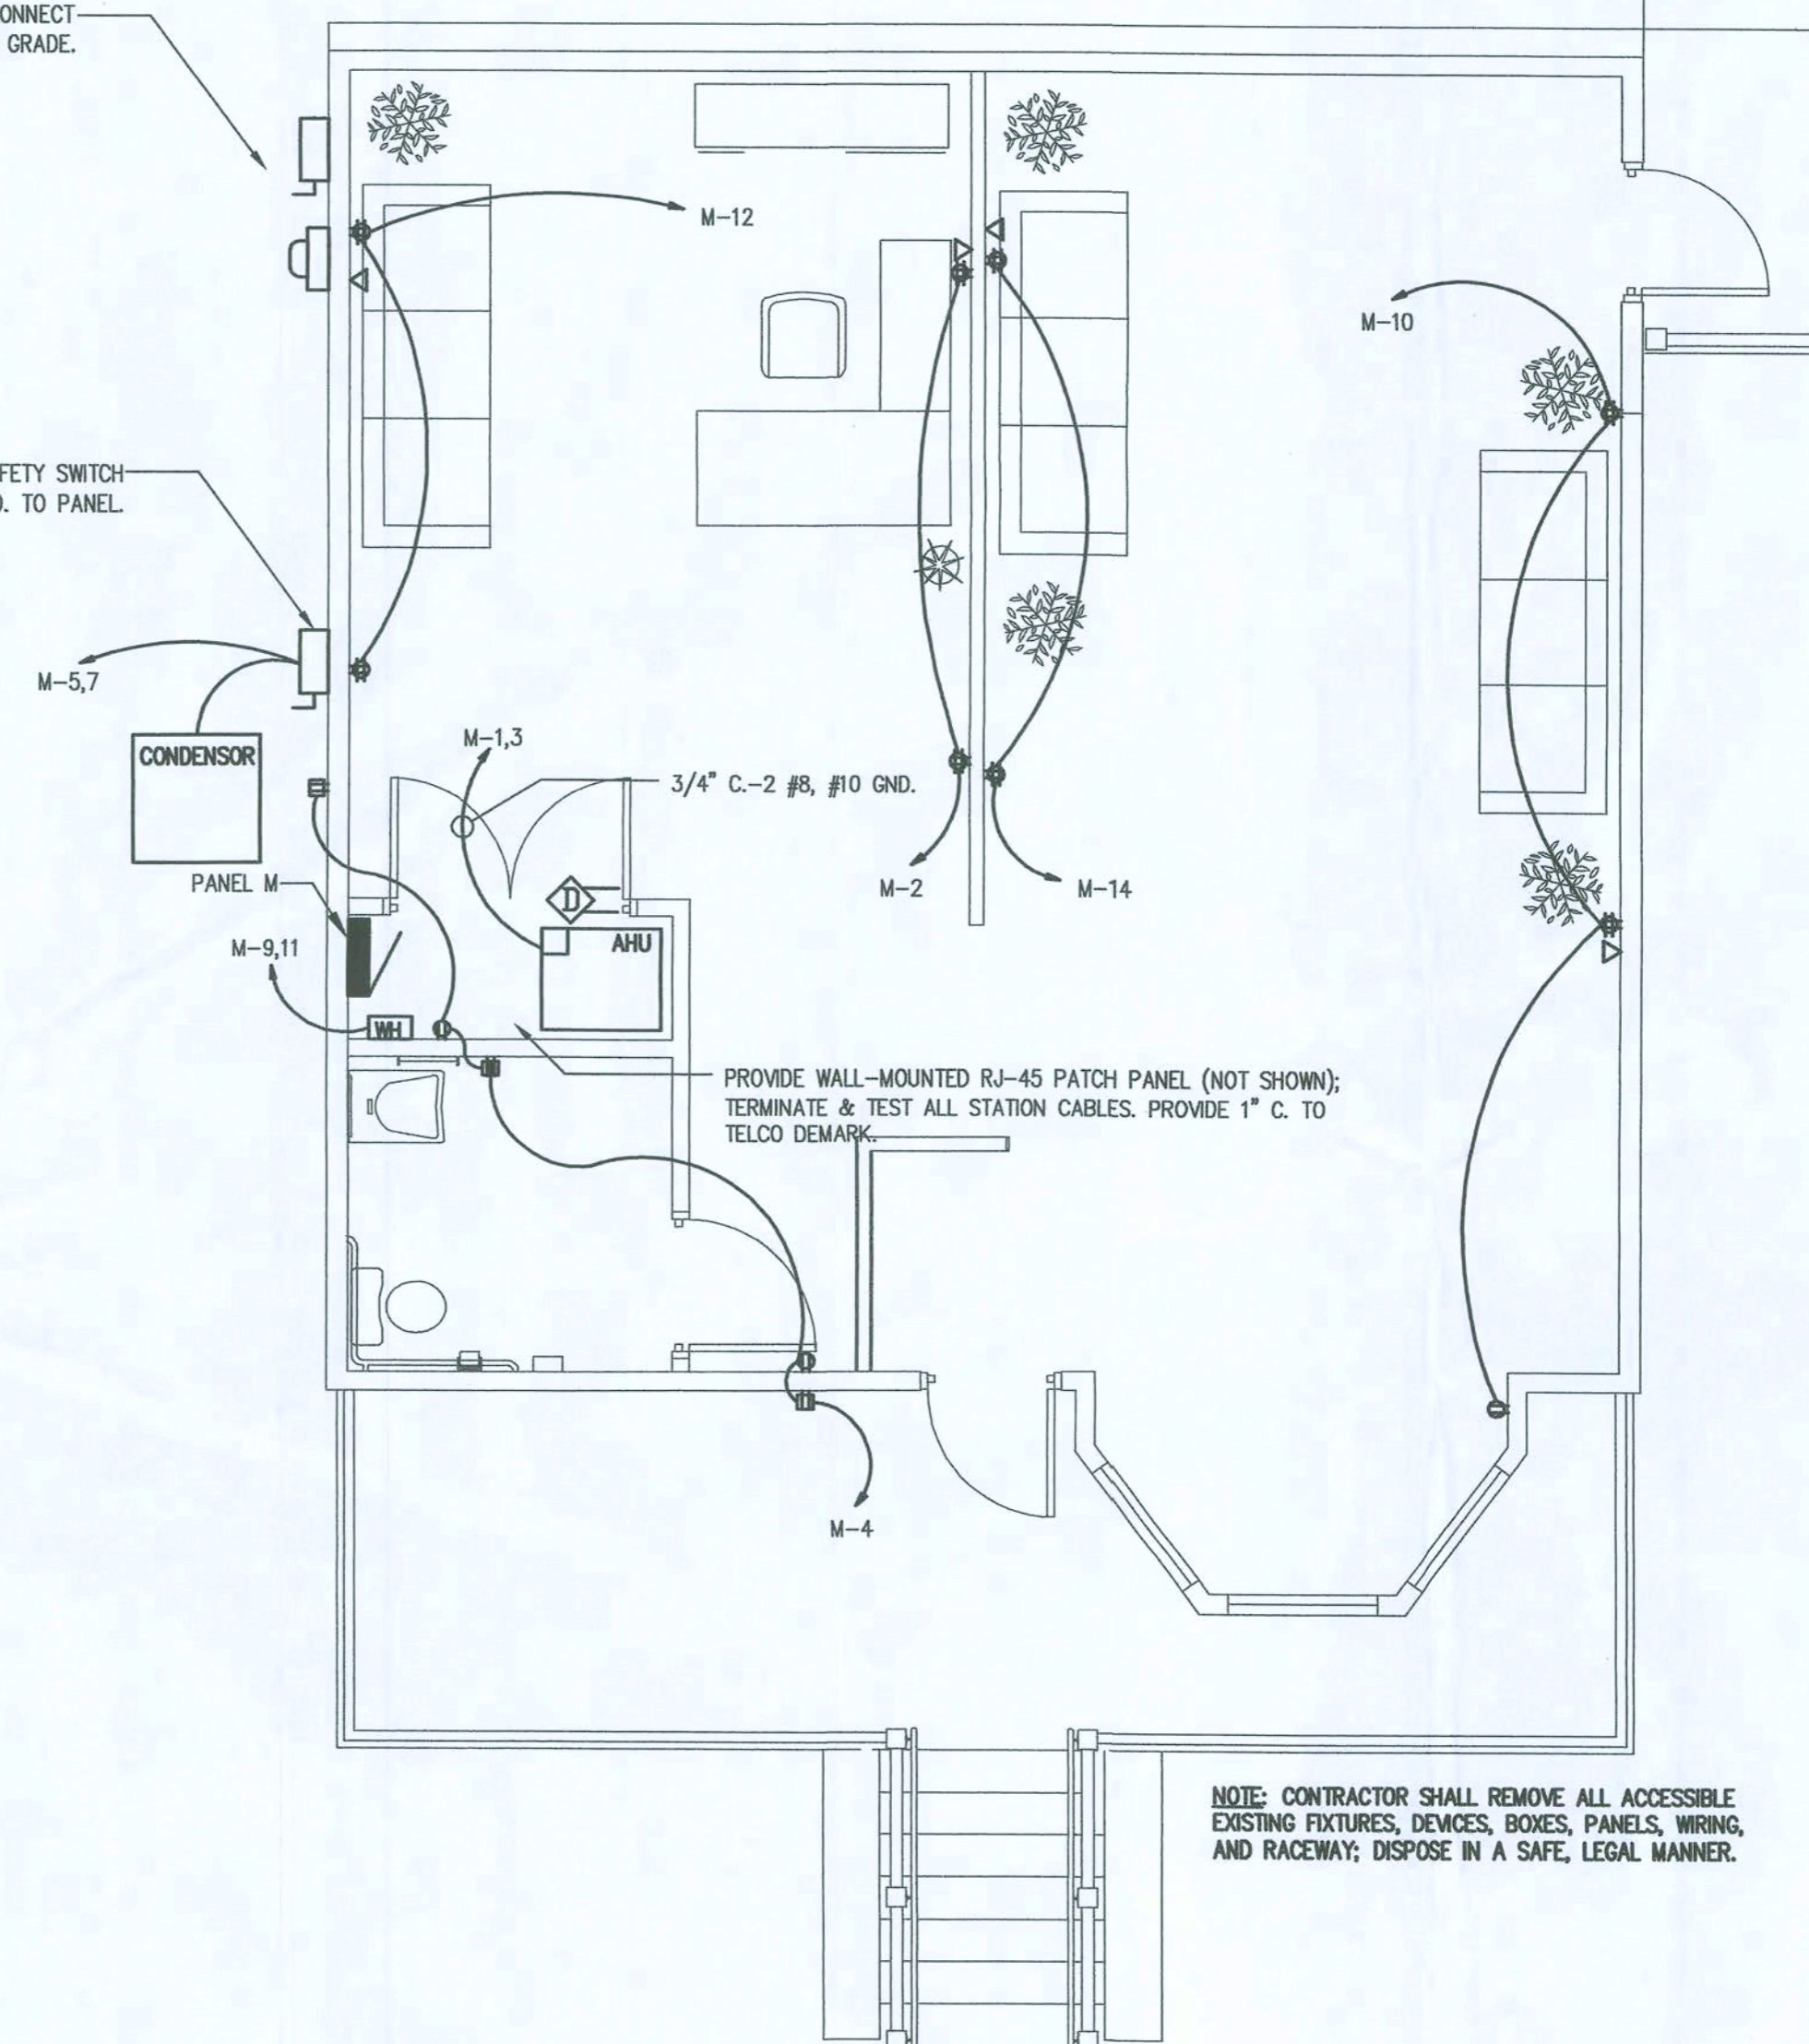 ONNECT
GRADE.
M-12
M-10
FETY SWITCH
TO PANEL.
M-5,7
CONDENSOR
M-1,3
3/4" C.-2 #8, #10 GND.
PANEL M
M-2
M-14
D
AHU
M-9,11
WH
PROVIDE WALL-MOUNTED RJ-45 PATCH PANEL (NOT SHOWN);
TERMINATE & TEST ALL STATION CABLES. PROVIDE 1" C. TO
TELCO DEMARK.
M-4
NOTE: CONTRACTOR SHALL REMOVE ALL ACCESSIBLE
EXISTING FIXTURES, DEVICES, BOXES, PANELS, WIRING,
AND RACEWAY; DISPOSE IN A SAFE, LEGAL MANNER.